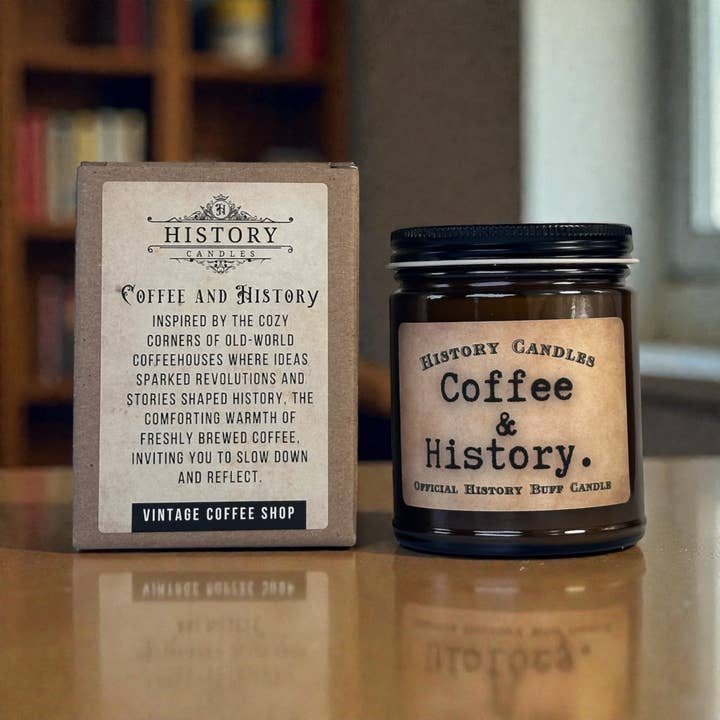 H
HISTORY
CANDLES
Coffee and History
INSPIRED BY THE COZY
CORNERS OF OLD-WORLD
COFFEEHOUSES WHERE IDEAS
SPARKED REVOLUTIONS AND
STORIES SHAPED HISTORY, THE
COMFORTING WARMTH OF
FRESHLY BREWED COFFEE,
INVITING YOU TO SLOW DOWN
AND REFLECT.
VINTAGE COFFEE SHOP
History Candles
Coffee
&
History.
Official History Buff Candle